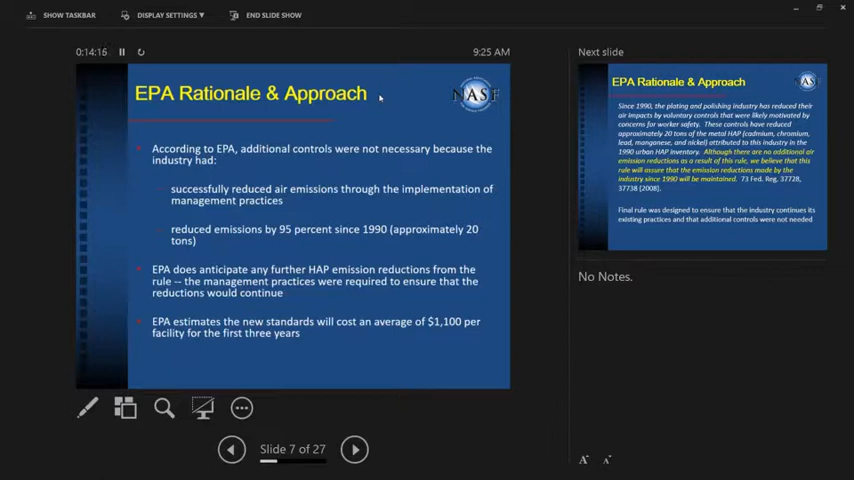 SHOW TASKBAR
DISPLAY SETTINGS ▼
END SLIDE SHOW
0:14:15
9:25 AM
Next slide
EPA Rationale & Approach
NASF
According to EPA, additional controls were not necessary because the
industry had:
successfully reduced air emissions through the implementation of
management practices
reduced emissions by 95 percent since 1990 (approximately 20
tons)
EPA does anticipate any further HAP emission reductions from the
rule -- the management practices were required to ensure that the
reductions would continue
EPA estimates the new standards will cost an average of $1,100 per
facility for the first three years
EPA Rationale & Approach
NASF
Since 1990, the plating and polishing industry has reduced their
air impacts by voluntary controls that were likely motivated by
concerns for worker safety. These controls have reduced
approximately 20 tons of the metal HAP (cadmium, chromium,
lead, manganese, and nickel) attributed to this industry in the
1990 urban HAP inventory. Although there are no additional air
emission reductions as a result of this rule, we believe that this
rule will assure that the emission reductions made by the
industry since 1990 will be maintained. 73 Fed. Reg. 37728,
37738 (2008).
Final rule was designed to ensure that the industry continues its
existing practices and that additional controls were not needed
No Notes.
Slide 7 of 27
A A